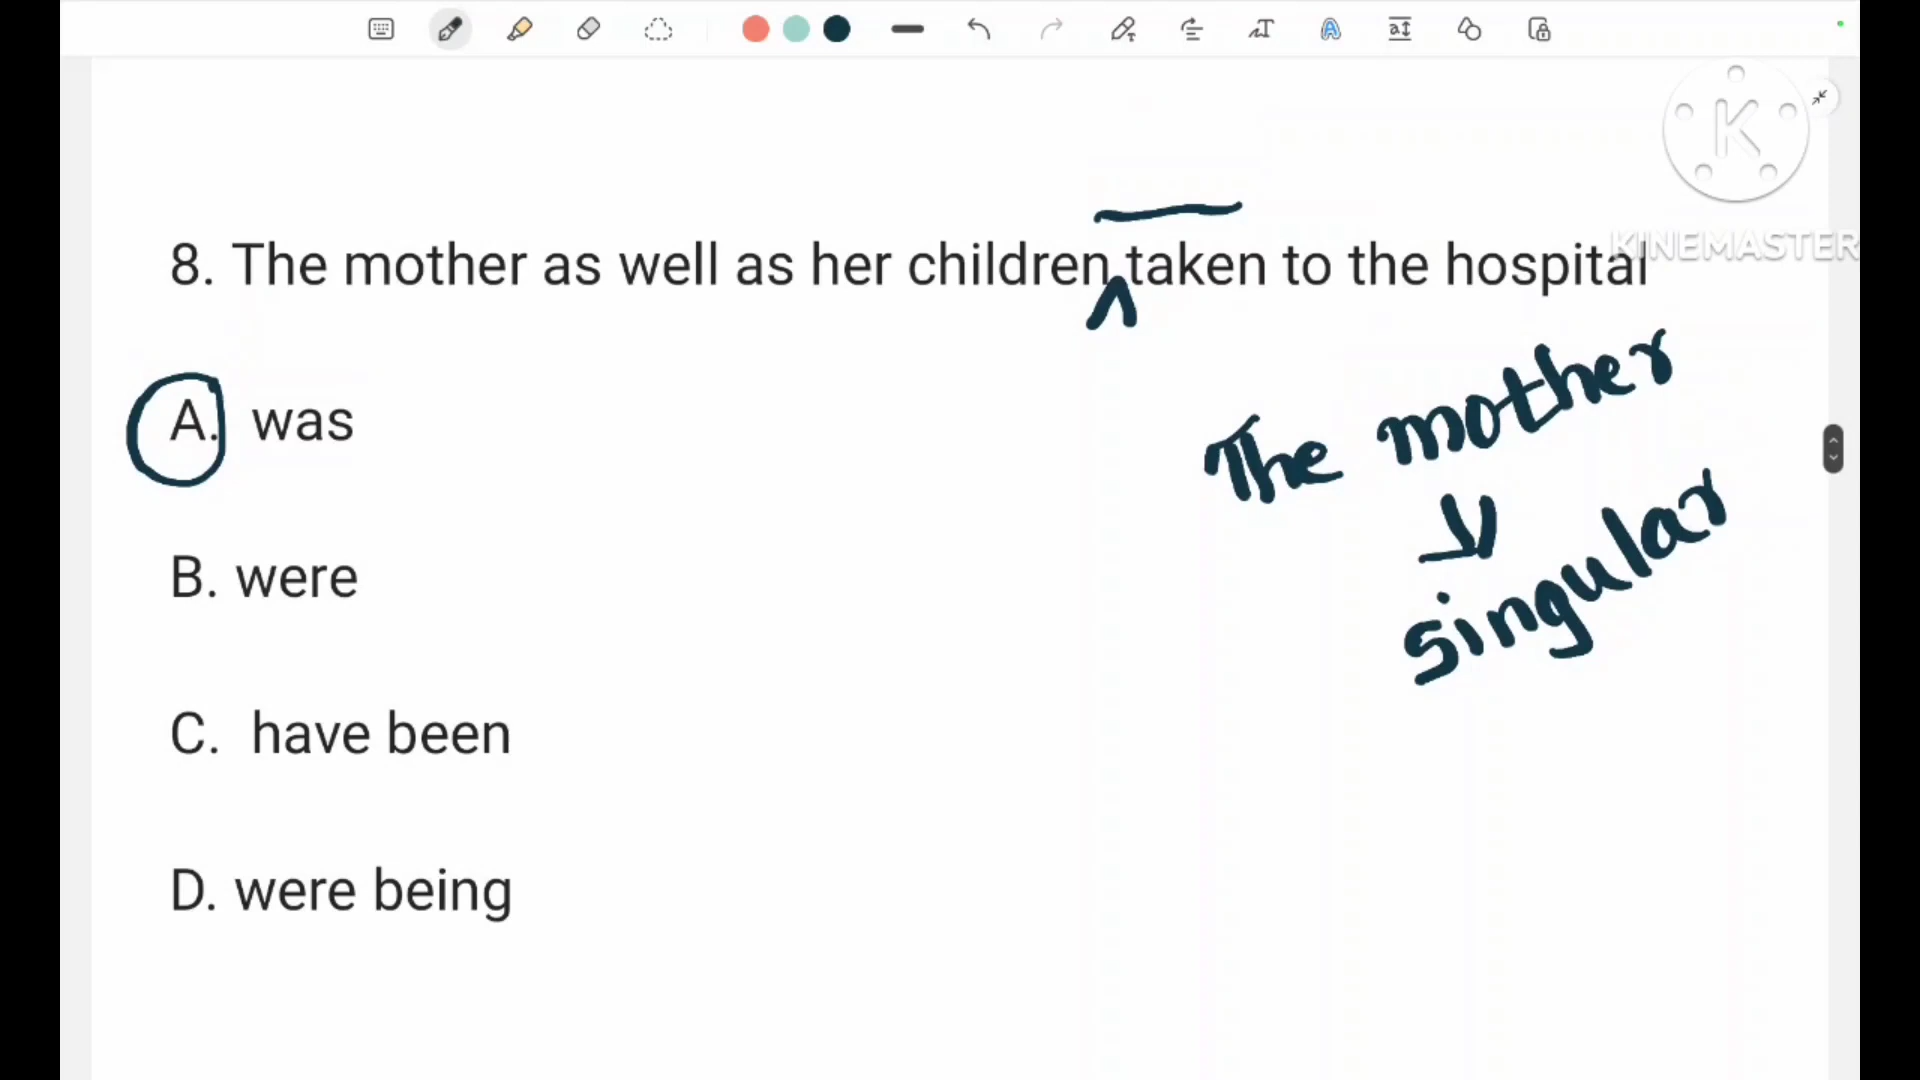 KINEMASTER
8. The mother as well as her children taken to the hospital
A. was
The mother
singular
B. were
C. have been
D. were being